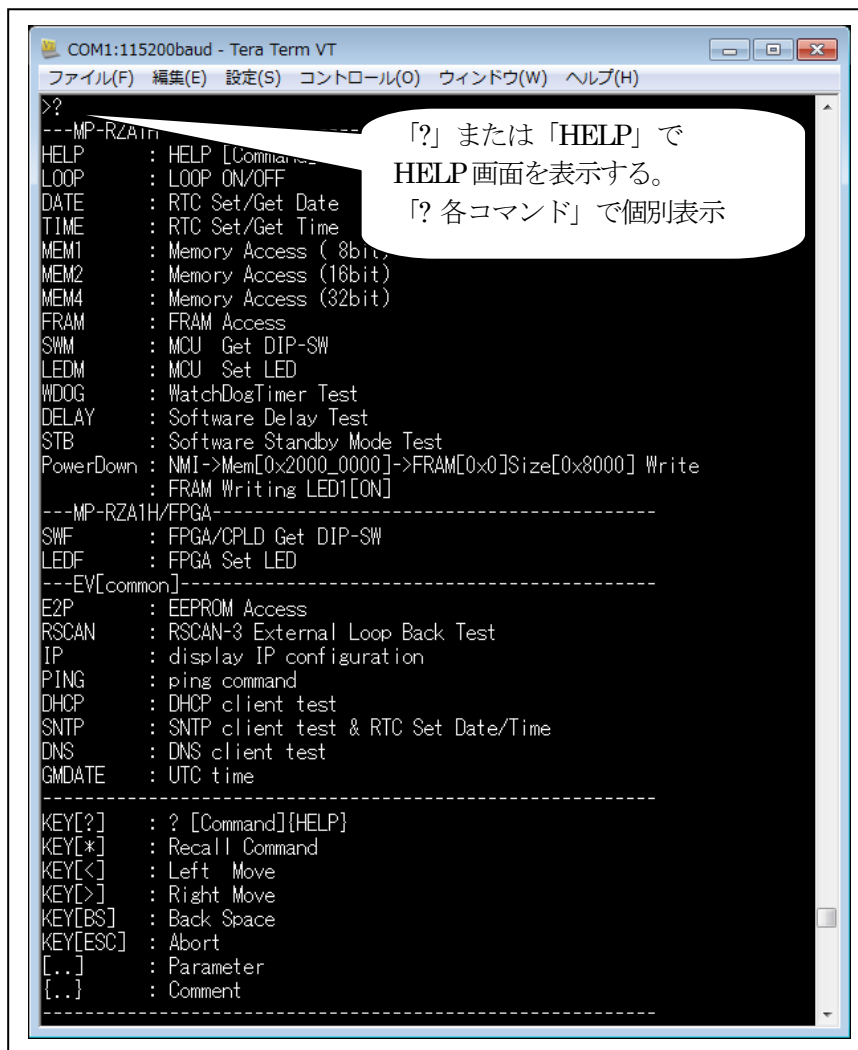 COM1:115200baud - Tera Term VT
ファイル(F) 編集(E) 設定(S) コントロール(O) ウィンドウ(W) ヘルプ(H)
>?
「?」または「HELP」で
HELP 画面を表示する。
「? 各コマンド」で個別表示
---MP-RZA1H
HELP : HELP [Command
LOOP : LOOP ON/OFF
DATE : RTC Set/Get Date
TIME : RTC Set/Get Time
MEM1 : Memory Access ( 8bit)
MEM2 : Memory Access (16bit)
MEM4 : Memory Access (32bit)
FRAM : FRAM Access
SWM : MCU Get DIP-SW
LEDM : MCU Set LED
WDOG : WatchDogTimer Test
DELAY : Software Delay Test
STB : Software Standby Mode Test
PowerDown : NMI->Mem[0x2000_0000]->FRAM[0x0]Size[0x8000] Write
: FRAM Writing LED1[ON]
---MP-RZA1H/FPGA------------------------------------------
SWF : FPGA/CPLD Get DIP-SW
LEDF : FPGA Set LED
---EV[common]---------------------------------------------
E2P : EEPROM Access
RSCAN : RSCAN-3 External Loop Back Test
IP : display IP configuration
PING : ping command
DHCP : DHCP client test
SNTP : SNTP client test & RTC Set Date/Time
DNS : DNS client test
GMDATE : UTC time
----------------------------------------------------------
KEY[?] : ? [Command]{HELP}
KEY[*] : Recall Command
KEY[<] : Left Move
KEY[>] : Right Move
KEY[BS] : Back Space
KEY[ESC] : Abort
[..] : Parameter
{..} : Comment
----------------------------------------------------------